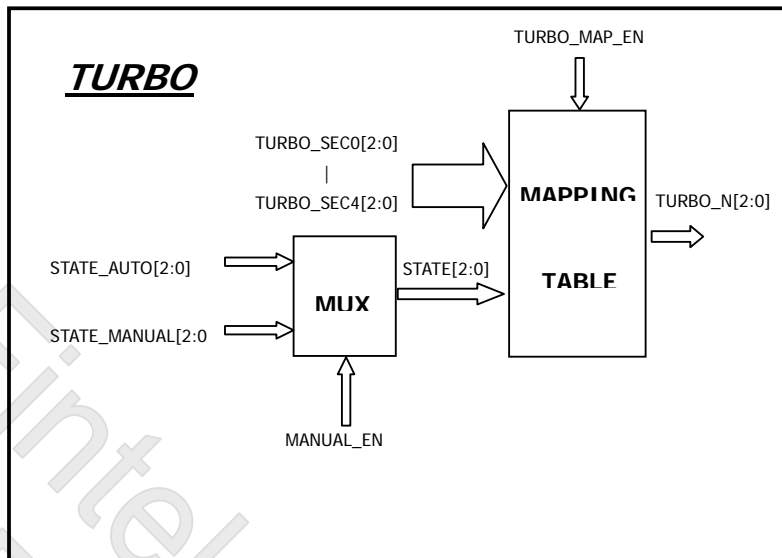 TURBO
TURBO_MAP_EN
TURBO_SEC0[2:0]
|
TURBO_SEC4[2:0]
MAPPING
TABLE
TURBO_N[2:0]
STATE_AUTO[2:0]
STATE_MANUAL[2:0
MUX
STATE[2:0]
MANUAL_EN
Fintek